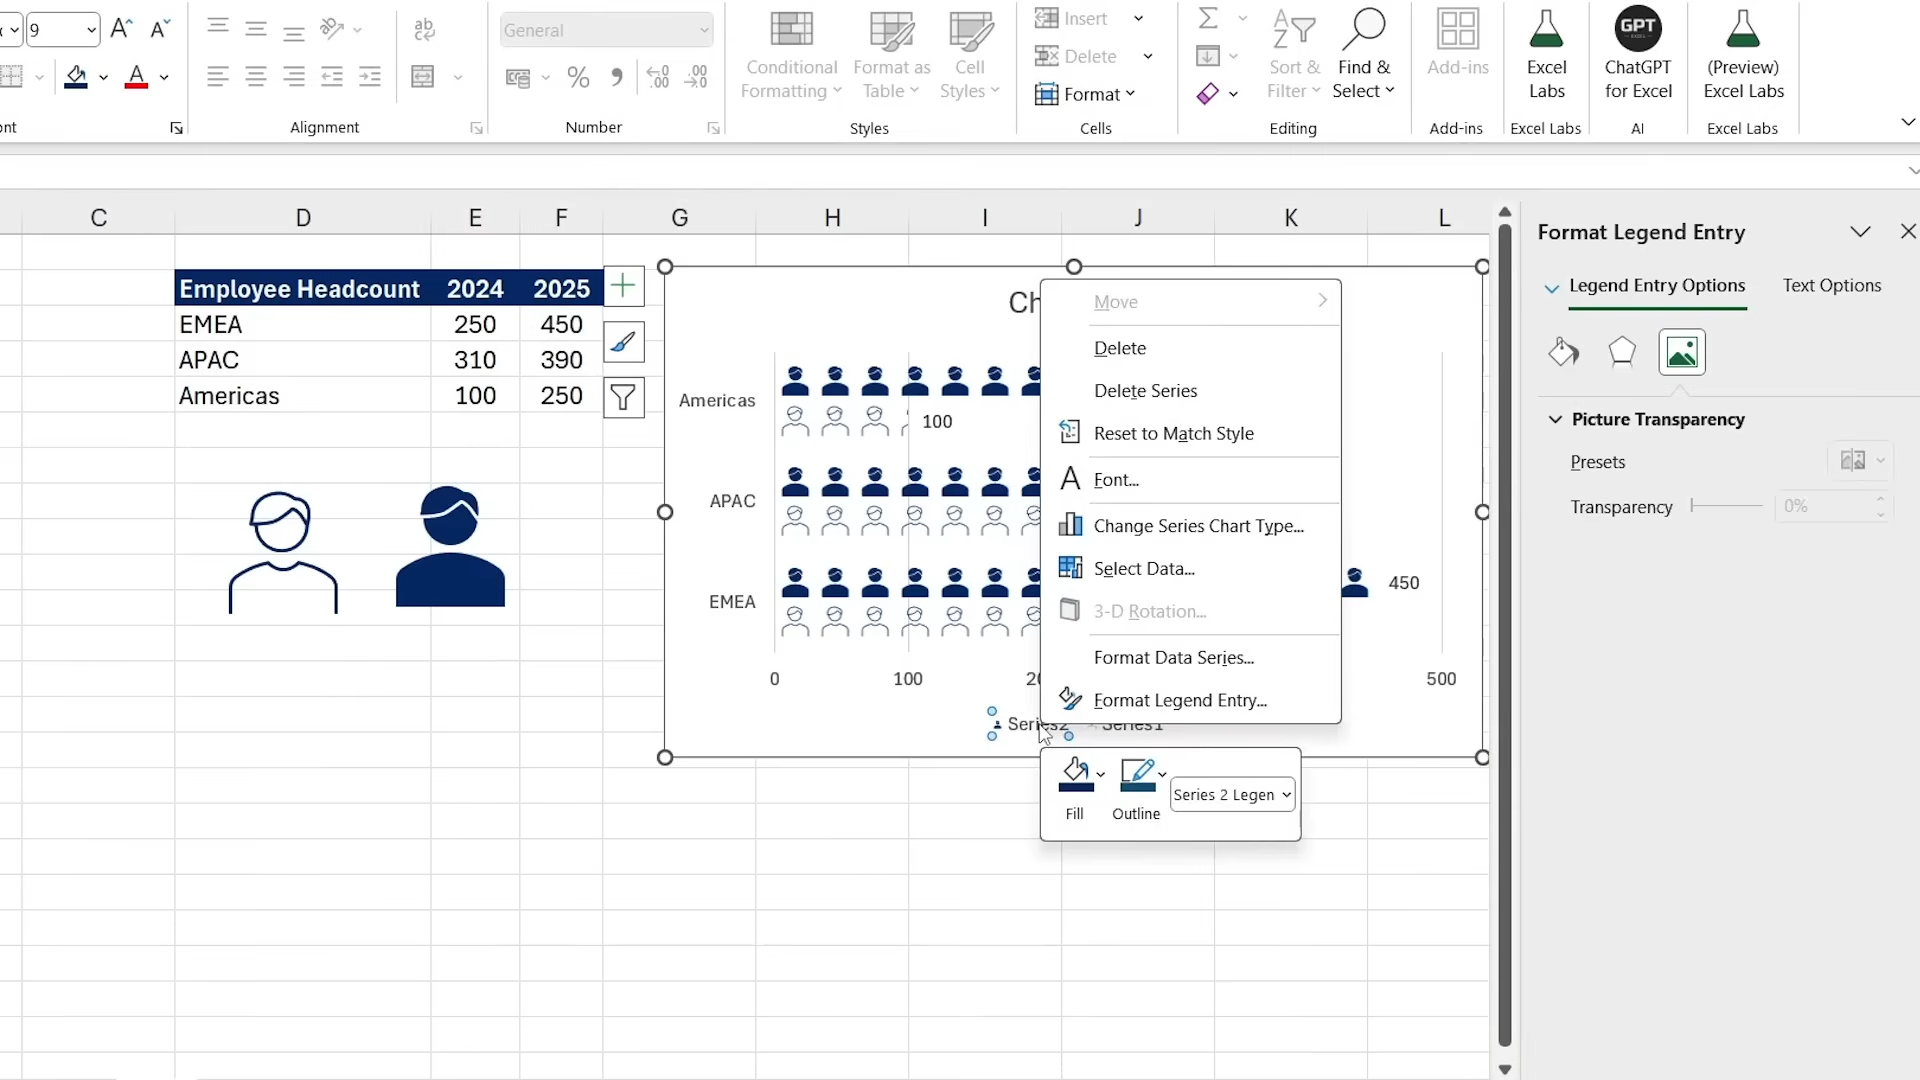 9 A A
ab
c
General
Conditional Formatting
Format as Table
Cell Styles
Insert
Delete
Format
Sort & Filter
Find & Select
Add-ins
Excel Labs
GPT
ChatGPT for Excel
(Preview) Excel Labs
nt
Alignment
Number
Styles
Cells
Editing
Add-ins
Excel Labs
AI
Excel Labs
C D E F G H I J K L
Employee Headcount 2024 2025
EMEA 250 450
APAC 310 390
Americas 100 250
Ch
Americas
100
APAC
EMEA
450
0 100 20 500
Series2 Series1
Move
Delete
Delete Series
Reset to Match Style
A Font...
Change Series Chart Type...
Select Data...
3-D Rotation...
Format Data Series...
Format Legend Entry...
Fill
Outline
Series 2 Legen
Format Legend Entry
Legend Entry Options Text Options
Picture Transparency
Presets
Transparency 0%